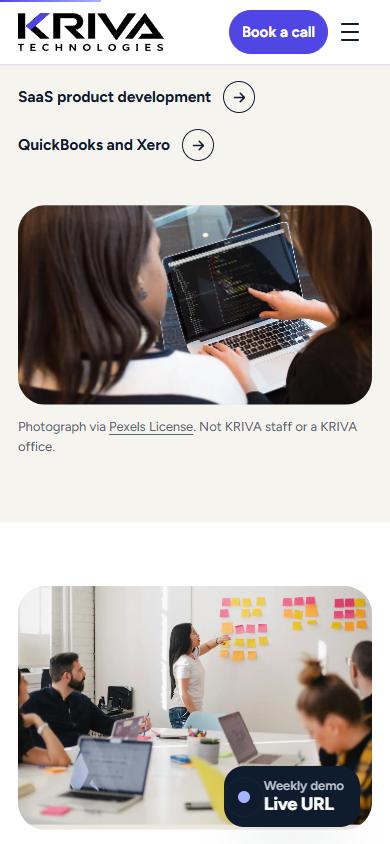 KRIVA
TECHNOLOGIES
Book a call
SaaS product development
QuickBooks and Xero
Photograph via Pexels License. Not KRIVA staff or a KRIVA
office.
Weekly demo
Live URL